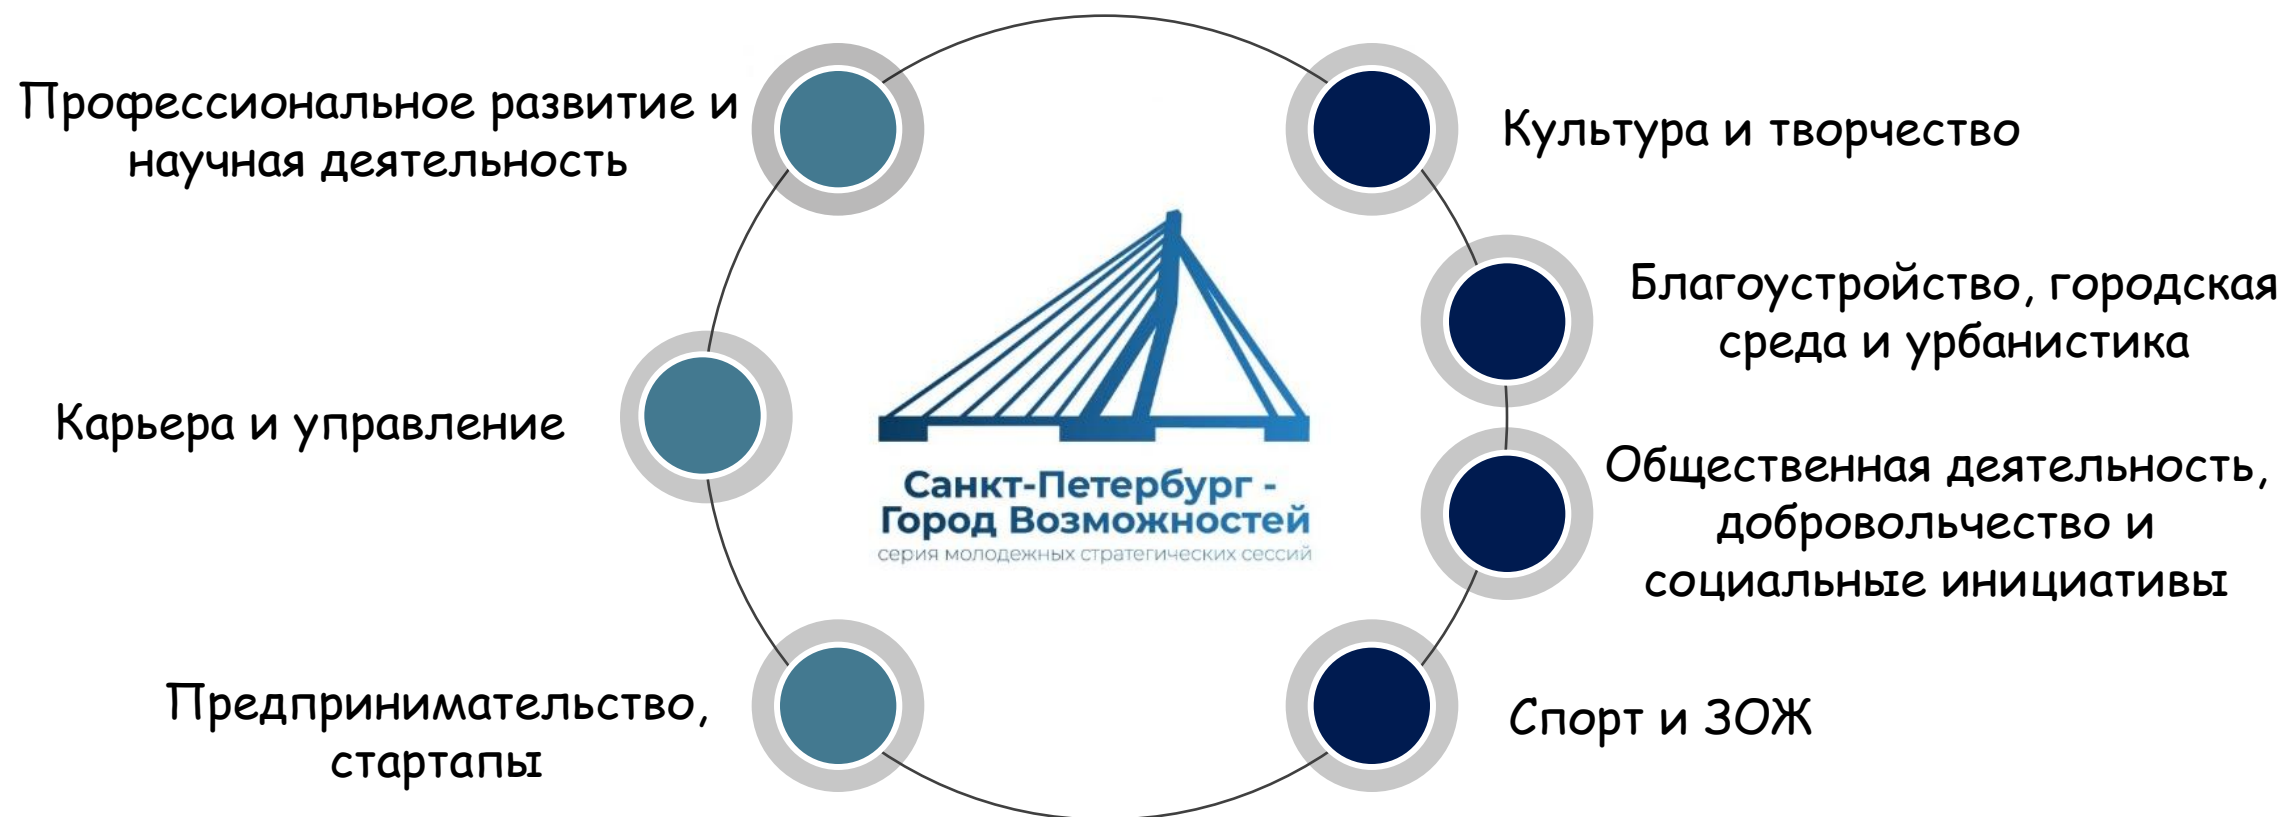 Профессиональное развитие и
научная деятельность
Карьера и управление
Предпринимательство,
стартапы
Санкт-Петербург -
Город Возможностей
серия молодежных стратегических сессий
Культура и творчество
Благоустройство, городская
среда и урбанистика
Общественная деятельность,
добровольчество и
социальные инициативы
Спорт и ЗОЖ